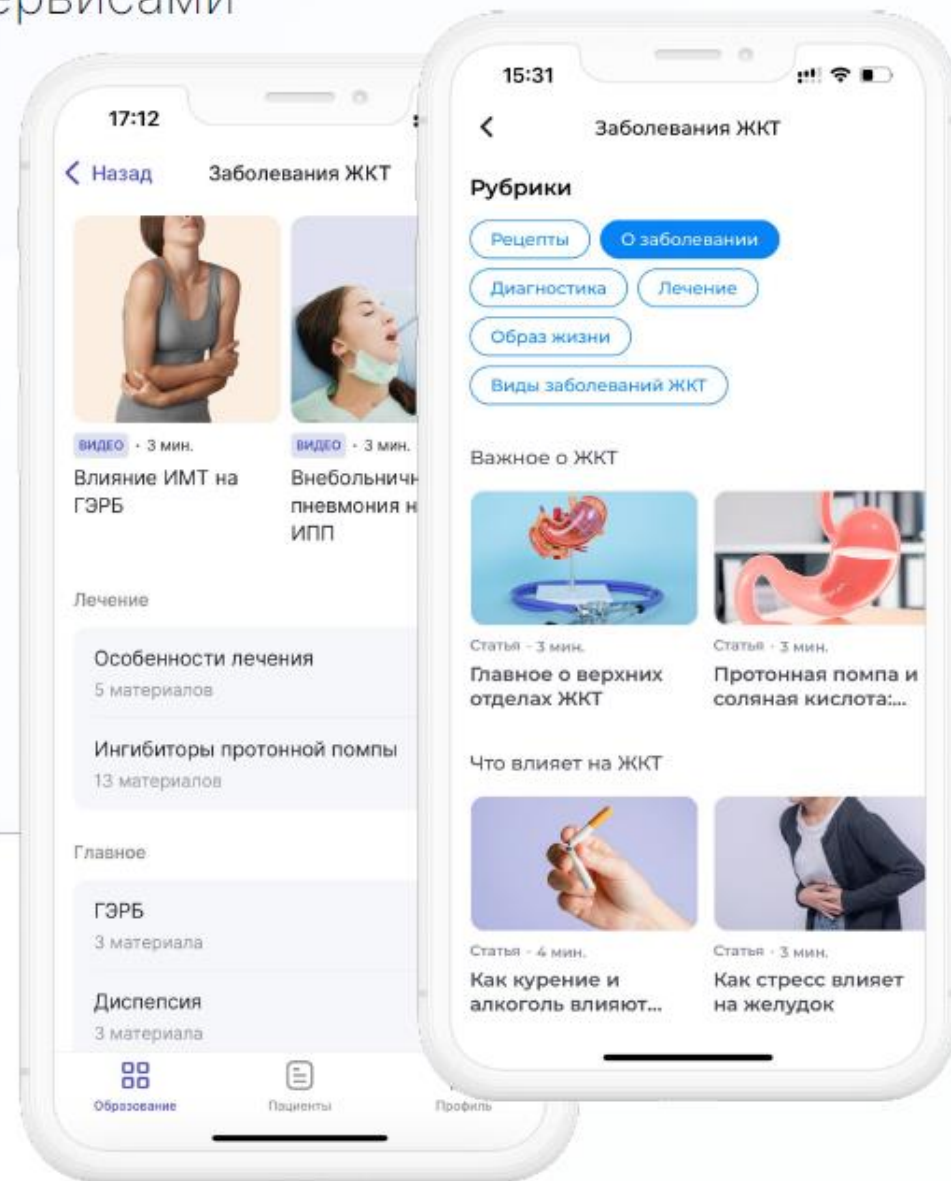 17:12
Назад
Заболевания ЖКТ
ВИДЕО · 3 мин.
Влияние ИМТ на
ГЭРБ
ВИДЕО · 3 мин.
пневмония
ИПП
Лечение
Особенности лечения
5 материалов
Ингибиторы протонной помпы
13 материалов
Главное
ГЭРБ
3 материала
Диспепсия
3 материала
Образование
Пациенты
Профиль
15:31
Заболевания ЖКТ
Рубрики
Рецепты
О заболевании
Диагностика
Лечение
Образ жизни
Виды заболеваний ЖКТ
Важное о ЖКТ
Статья - 3 мин.
Главное о верхних
отделах ЖКТ
Статья - 3 мин.
Протонная помпа и
соляная кислота:...
Что влияет на ЖКТ
Статья - 4 мин.
Как курение и
алкоголь влияют...
Статья - 3 мин.
Как стресс влияет
на желудок